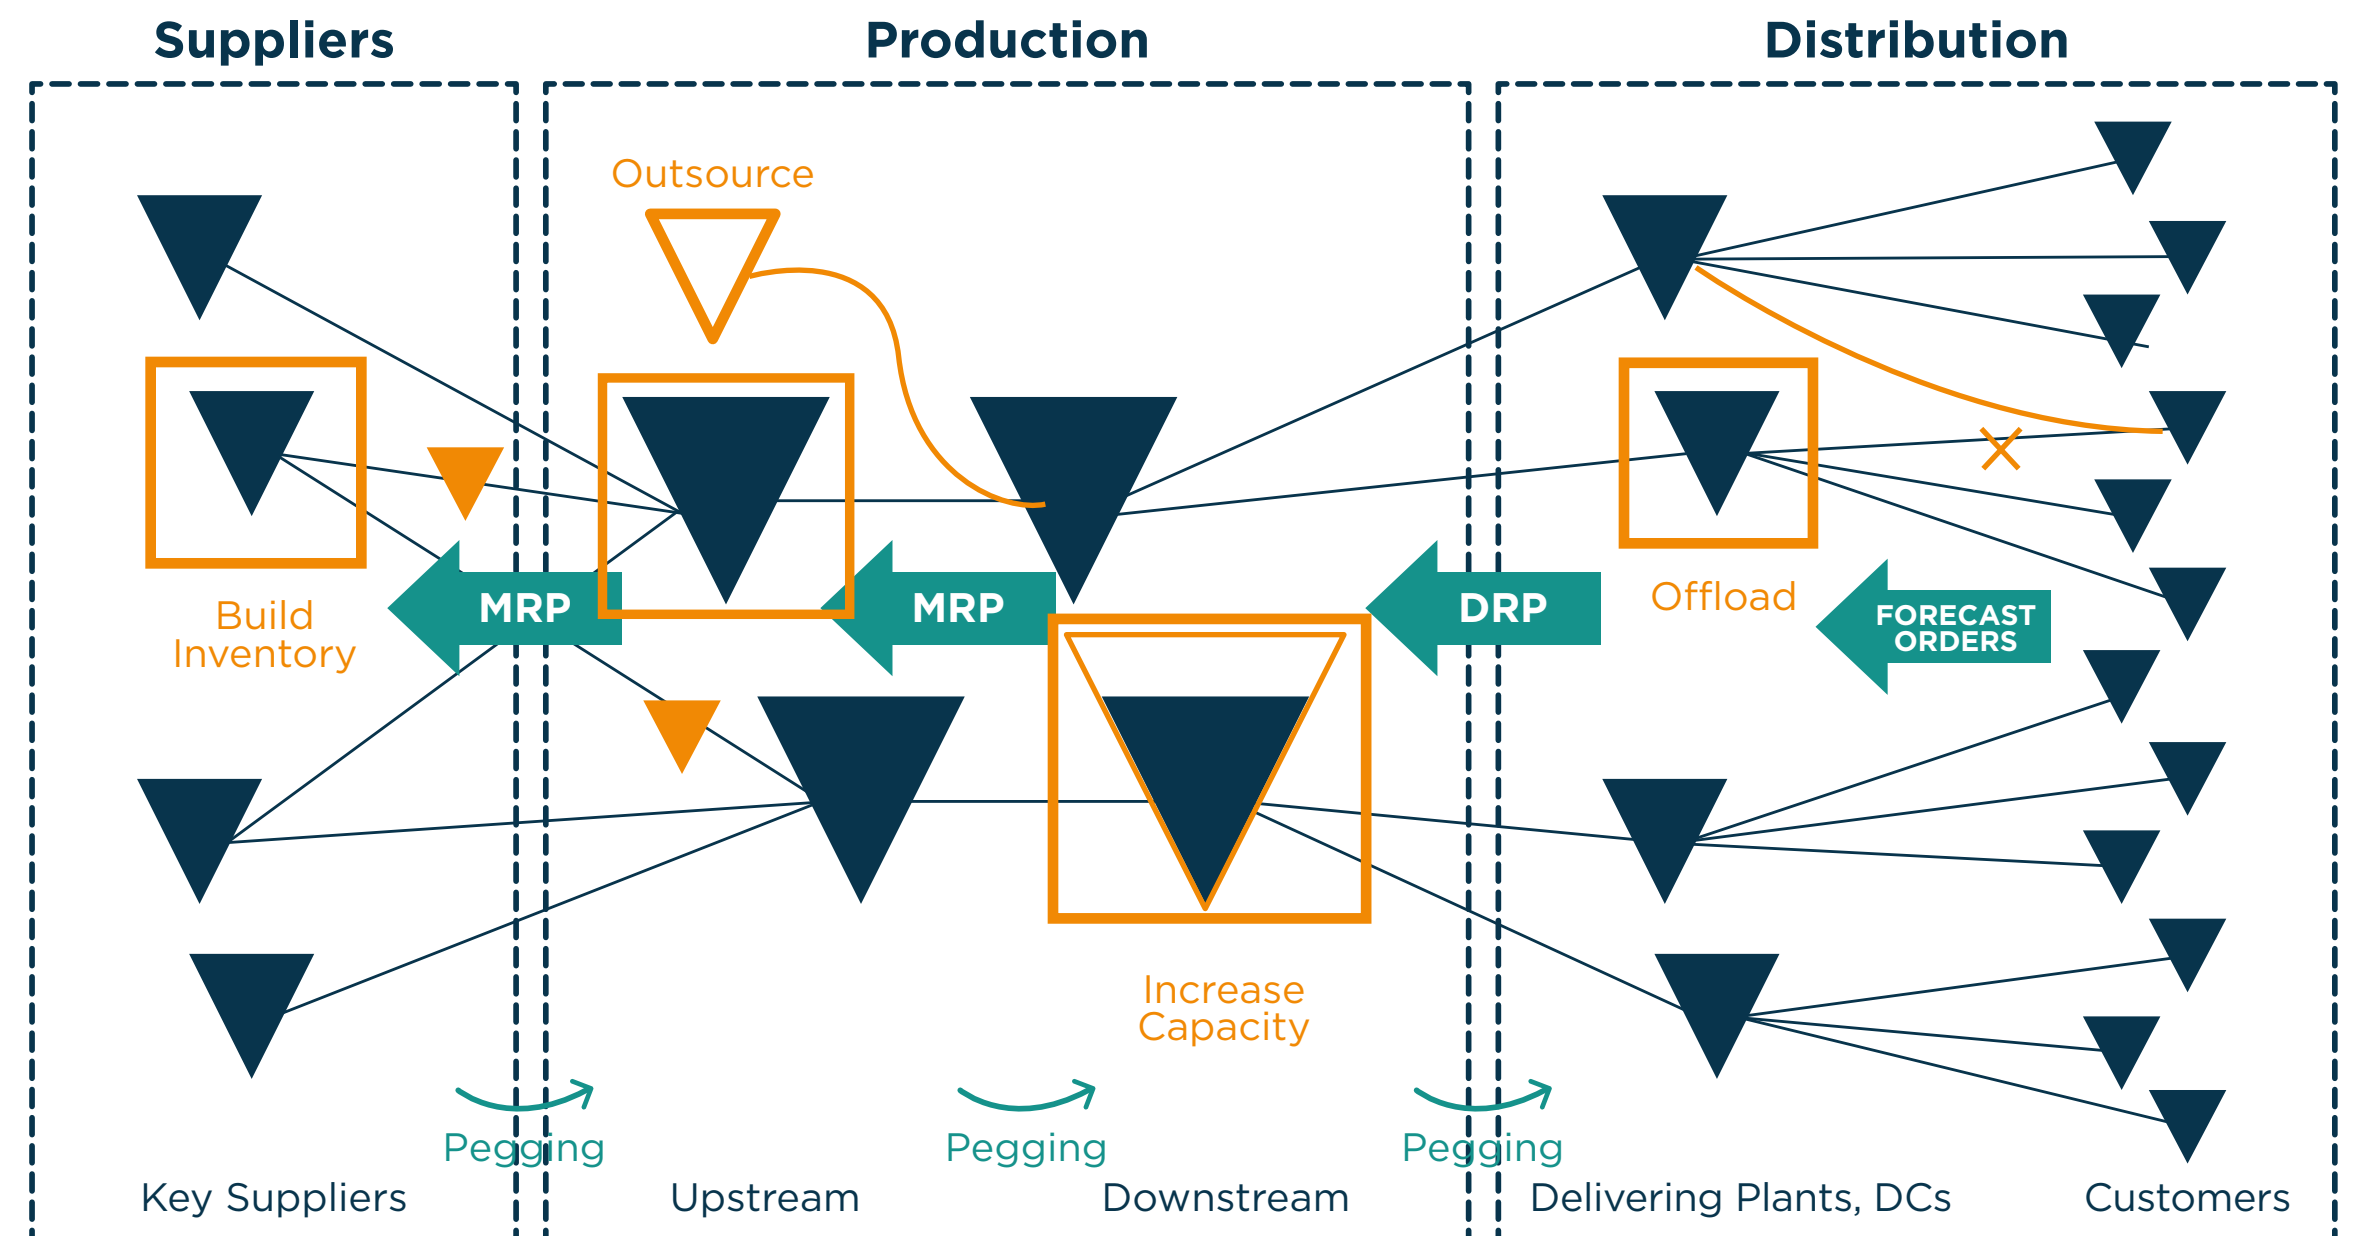 Suppliers
Production
Distribution
Outsource
Build
Inventory
MRP
MRP
DRP
Offload
FORECAST
ORDERS
Increase
Capacity
Pegging
Pegging
Pegging
Key Suppliers
Upstream
Downstream
Delivering Plants, DCs
Customers